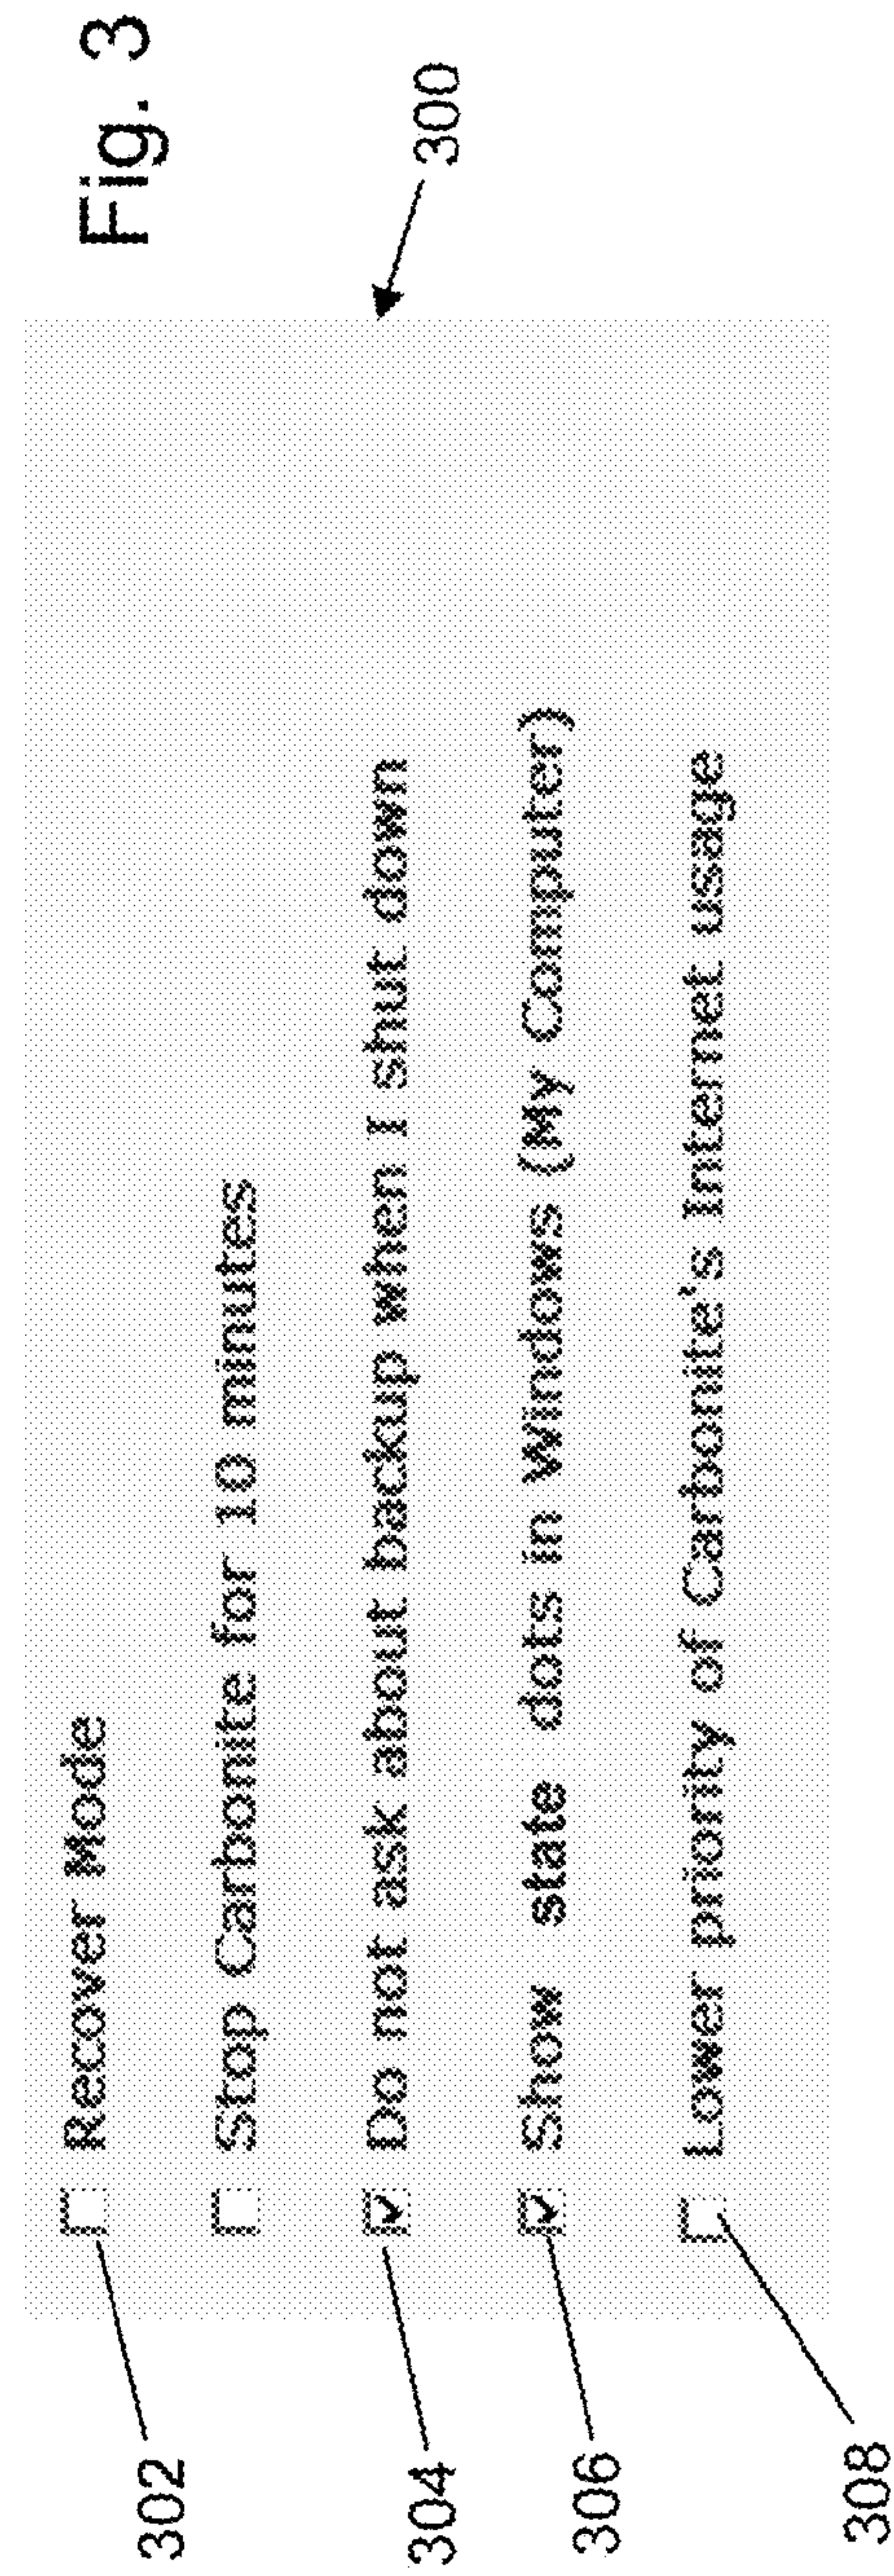 Fig. 3
300
302
Recover Mode
Stop Carbonite for 10 minutes
304
Do not ask about backup when I shut down
306
Show state dots in Windows (My Computer)
308
Lower priority of Carbonite's Internet usage